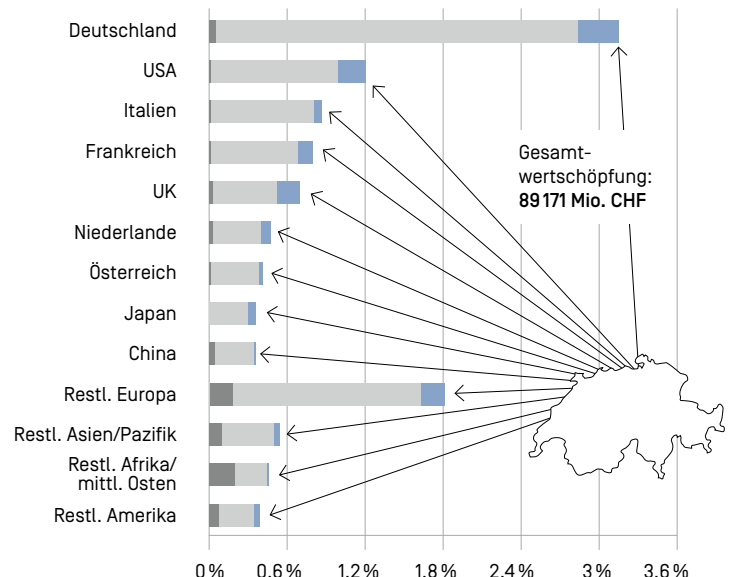 Deutschland
USA
Italien
Frankreich
UK
Niederlande
Österreich
Japan
China
Restl. Europa
Restl. Asien/Pazifik
Restl. Afrika/
mittl. Osten
Restl. Amerika
Gesamt-
wertschöpfung:
89 171 Mio. CHF
0 % 0.6 % 1.2 % 1.8 % 2.4 % 3 % 3.6 %